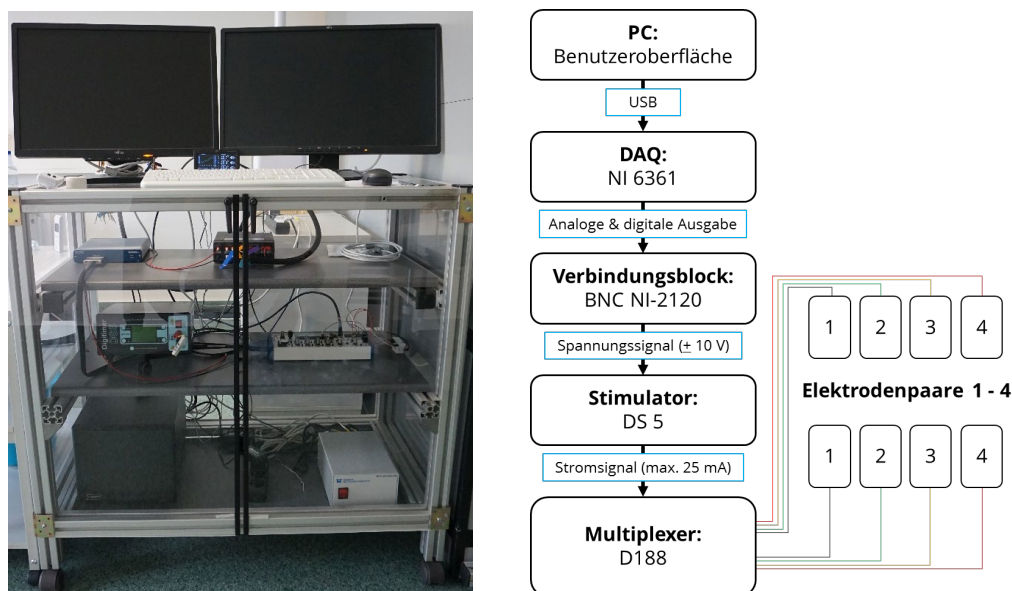 PC:
Benutzeroberfläche
USB
DAQ:
NI 6361
Analoge & digitale Ausgabe
Verbindungsblock:
BNC NI-2120
Spannungssignal (± 10 V)
Stimulator:
DS 5
Stromsignal (max. 25 mA)
Multiplexer:
D188
1 2 3 4
Elektrodenpaare 1 - 4
1 2 3 4
Digitimer